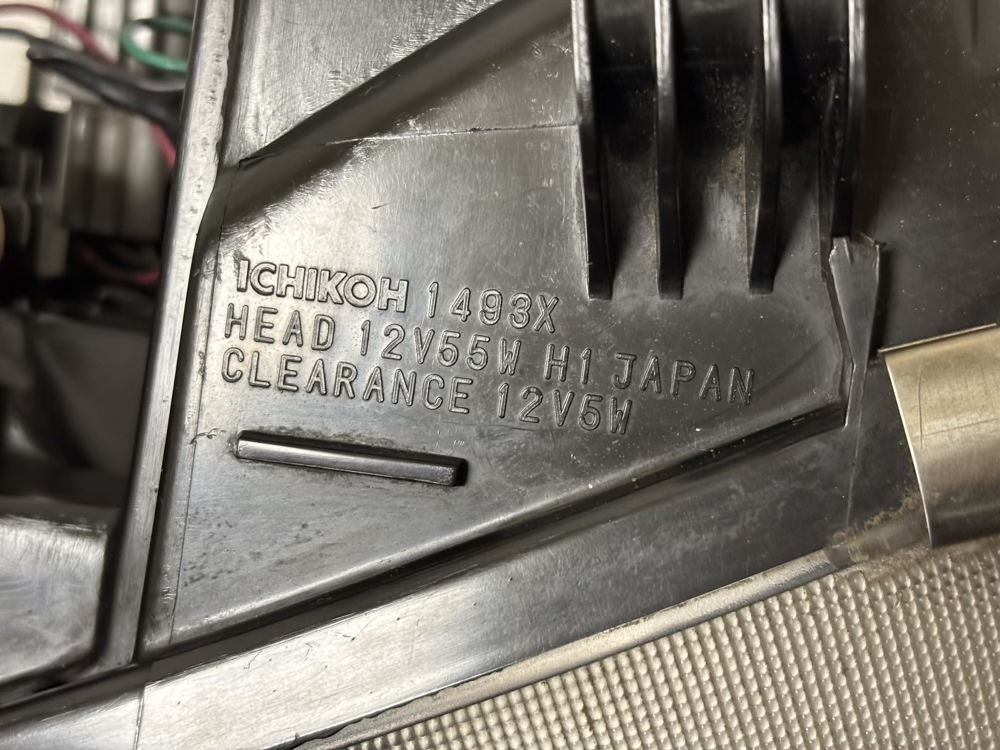 ICHIKOH 1493X
HEAD 12V55W H1 JAPAN
CLEARANCE 12V5W